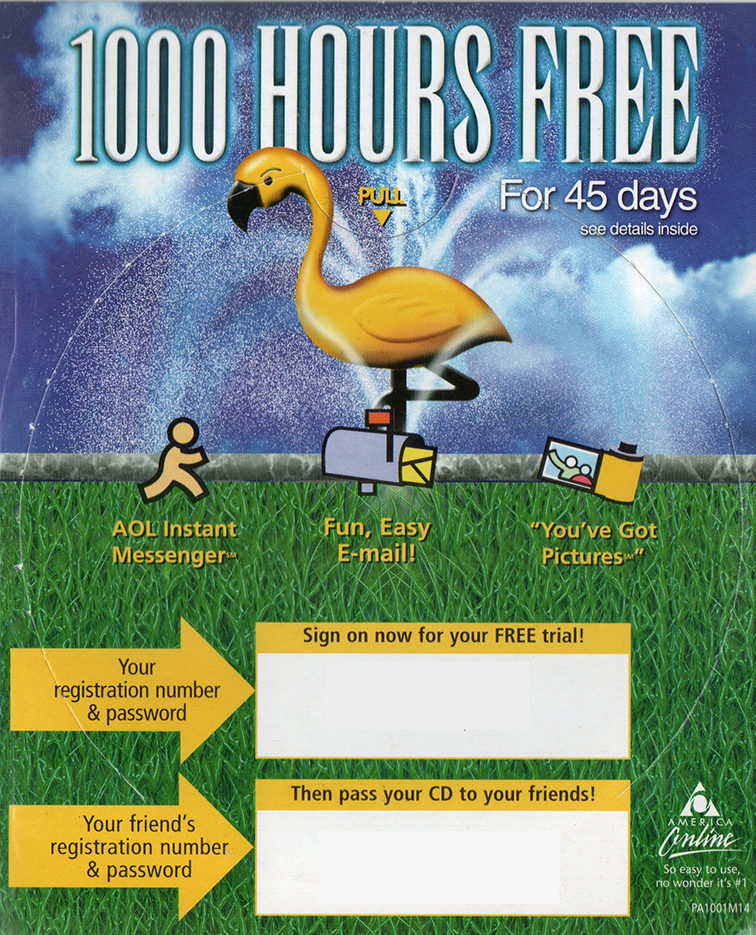 1000 HOURS FREE
PULL
For 45 days
see details inside
AOL Instant
Messenger℠
Fun, Easy
E-mail!
"You've Got
Pictures℠"
Sign on now for your FREE trial!
Your
registration number
& password
Then pass your CD to your friends!
Your friend's
registration number
& password
AMERICA
Online
So easy to use,
no wonder it's #1
PA1001M14